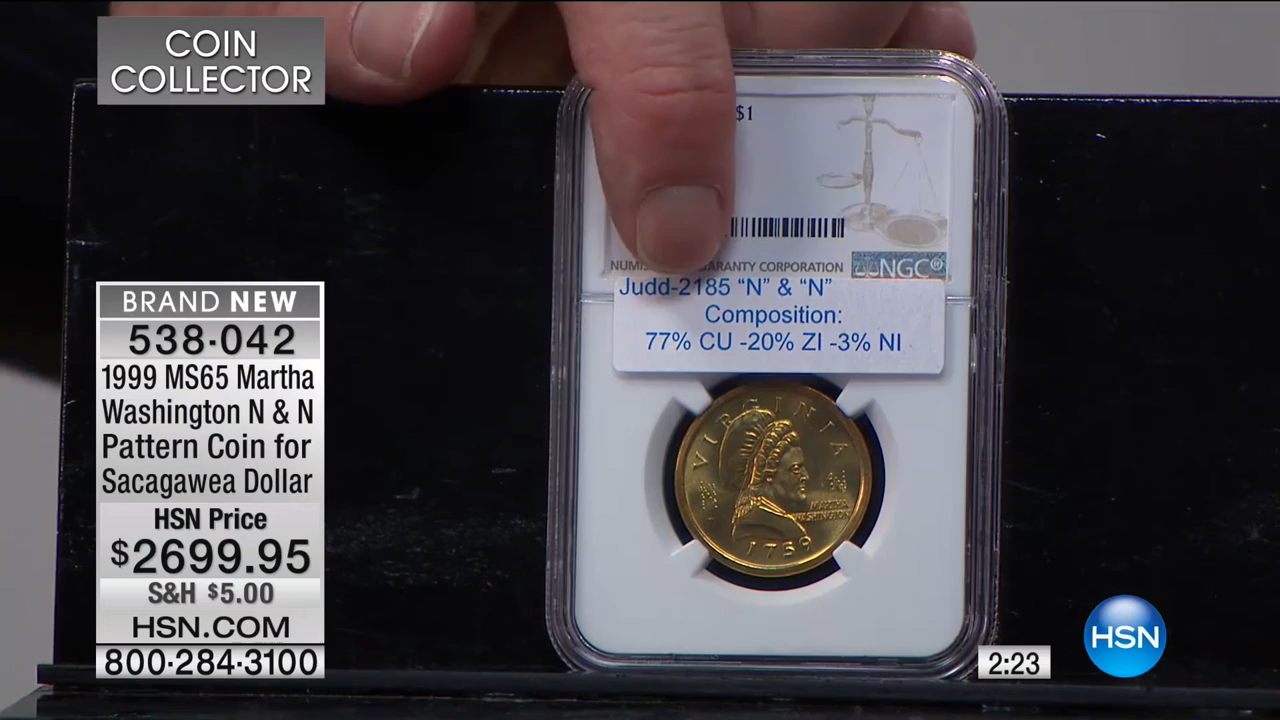 COIN
COLLECTOR
BRAND NEW
538-042
1999 MS65 Martha
Washington N & N
Pattern Coin for
Sacagawea Dollar
HSN Price
$2699.95
S&H $5.00
HSN.COM
800-284-3100
$1
ARANTY CORPORATION
NGC®
Judd-2185 “N” & “N”
Composition:
77% CU -20% ZI -3% NI
VIRGINIA
MARTHA
WASHINGTON
1759
2:23
HSN